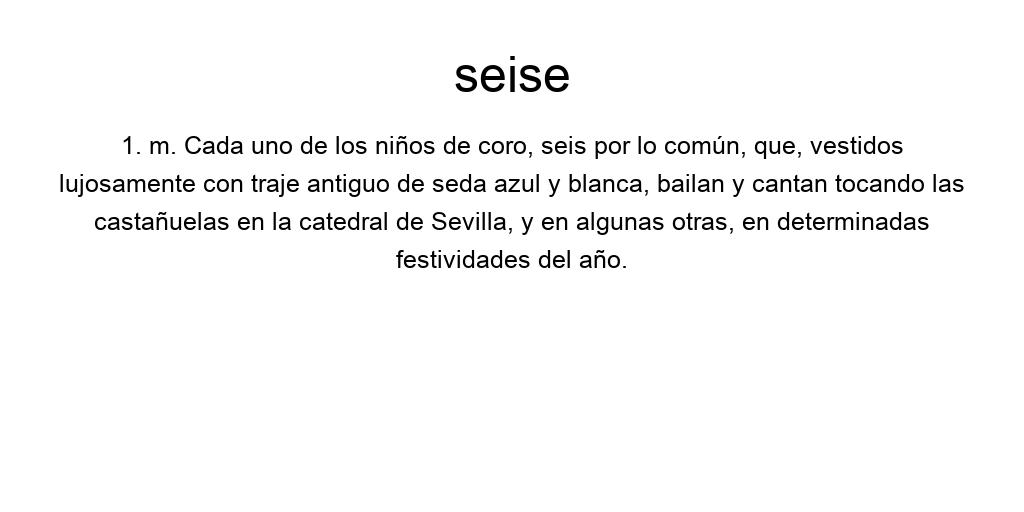 seise
1. m. Cada uno de los niños de coro, seis por lo común, que, vestidos
lujosamente con traje antiguo de seda azul y blanca, bailan y cantan tocando las
castañuelas en la catedral de Sevilla, y en algunas otras, en determinadas
festividades del año.